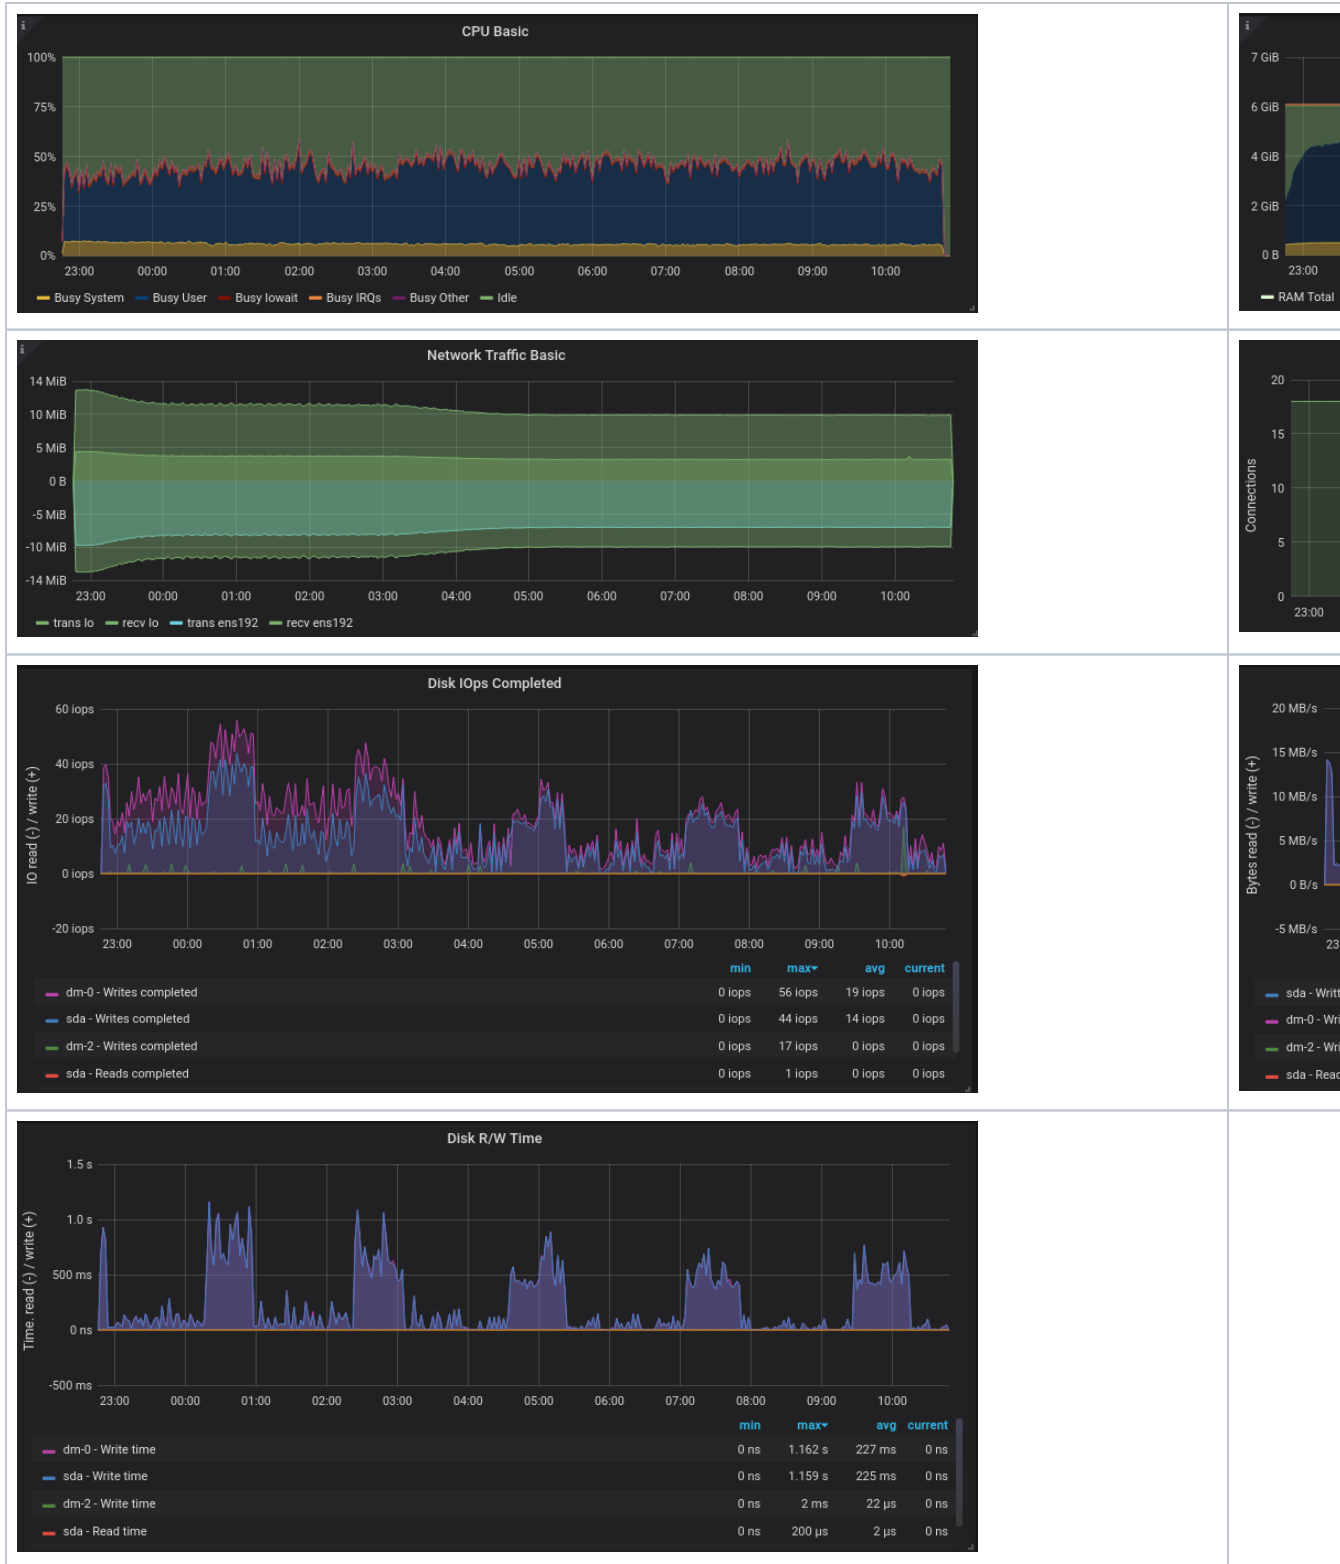 CPU Basic
100%
75%
50%
25%
0%
23:00 00:00 01:00 02:00 03:00 04:00 05:00 06:00 07:00 08:00 09:00 10:00
Busy System Busy User Busy Iowait Busy IRQs Busy Other Idle
7 GiB
6 GiB
4 GiB
2 GiB
0 B
23:00
RAM Total
Network Traffic Basic
14 MiB
10 MiB
5 MiB
0 B
-5 MiB
-10 MiB
-14 MiB
23:00 00:00 01:00 02:00 03:00 04:00 05:00 06:00 07:00 08:00 09:00 10:00
trans lo recv lo trans ens192 recv ens192
Connections
20
15
10
5
0
23:00
Disk IOps Completed
IO read (-) / write (+)
60 iops
40 iops
20 iops
0 iops
-20 iops
23:00 00:00 01:00 02:00 03:00 04:00 05:00 06:00 07:00 08:00 09:00 10:00
min max avg current
dm-0 - Writes completed 0 iops 56 iops 19 iops 0 iops
sda - Writes completed 0 iops 44 iops 14 iops 0 iops
dm-2 - Writes completed 0 iops 17 iops 0 iops 0 iops
sda - Reads completed 0 iops 1 iops 0 iops 0 iops
Bytes read (-) / write (+)
20 MB/s
15 MB/s
10 MB/s
5 MB/s
0 B/s
-5 MB/s
23
sda - Writt
dm-0 - Wri
dm-2 - Wri
sda - Read
Disk R/W Time
Time. read (-) / write (+)
1.5 s
1.0 s
500 ms
0 ns
-500 ms
23:00 00:00 01:00 02:00 03:00 04:00 05:00 06:00 07:00 08:00 09:00 10:00
min max avg current
dm-0 - Write time 0 ns 1.162 s 227 ms 0 ns
sda - Write time 0 ns 1.159 s 225 ms 0 ns
dm-2 - Write time 0 ns 2 ms 22 µs 0 ns
sda - Read time 0 ns 200 µs 2 µs 0 ns